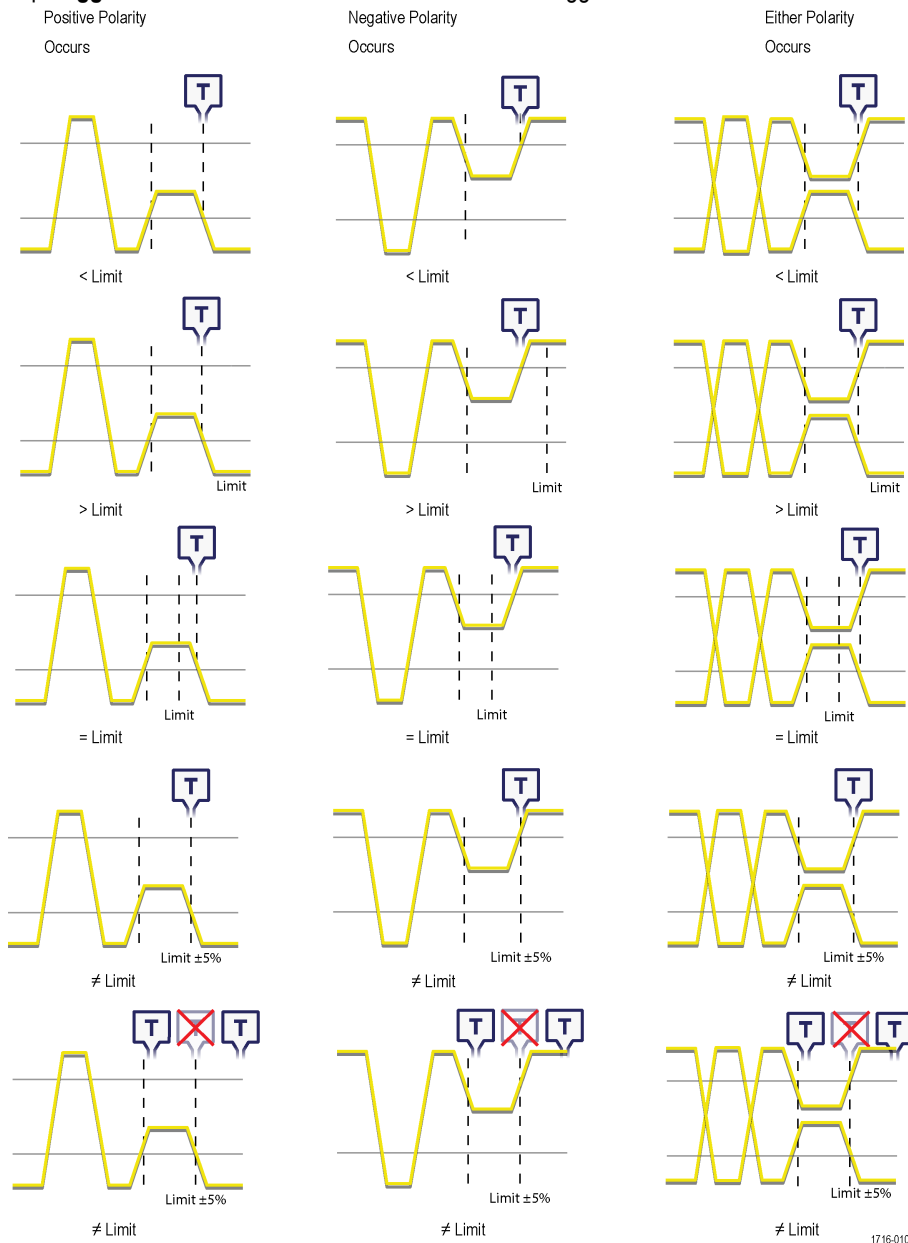 Positive Polarity Negative Polarity Either Polarity
Occurs Occurs Occurs
T T T
< Limit < Limit < Limit
T T T
Limit Limit Limit
> Limit > Limit > Limit
T T T
Limit Limit Limit
= Limit = Limit = Limit
T T T
Limit ±5% Limit ±5% Limit ±5%
≠ Limit ≠ Limit ≠ Limit
T T T T T T T T T
Limit ±5% Limit ±5% Limit ±5%
≠ Limit ≠ Limit ≠ Limit
1716-010